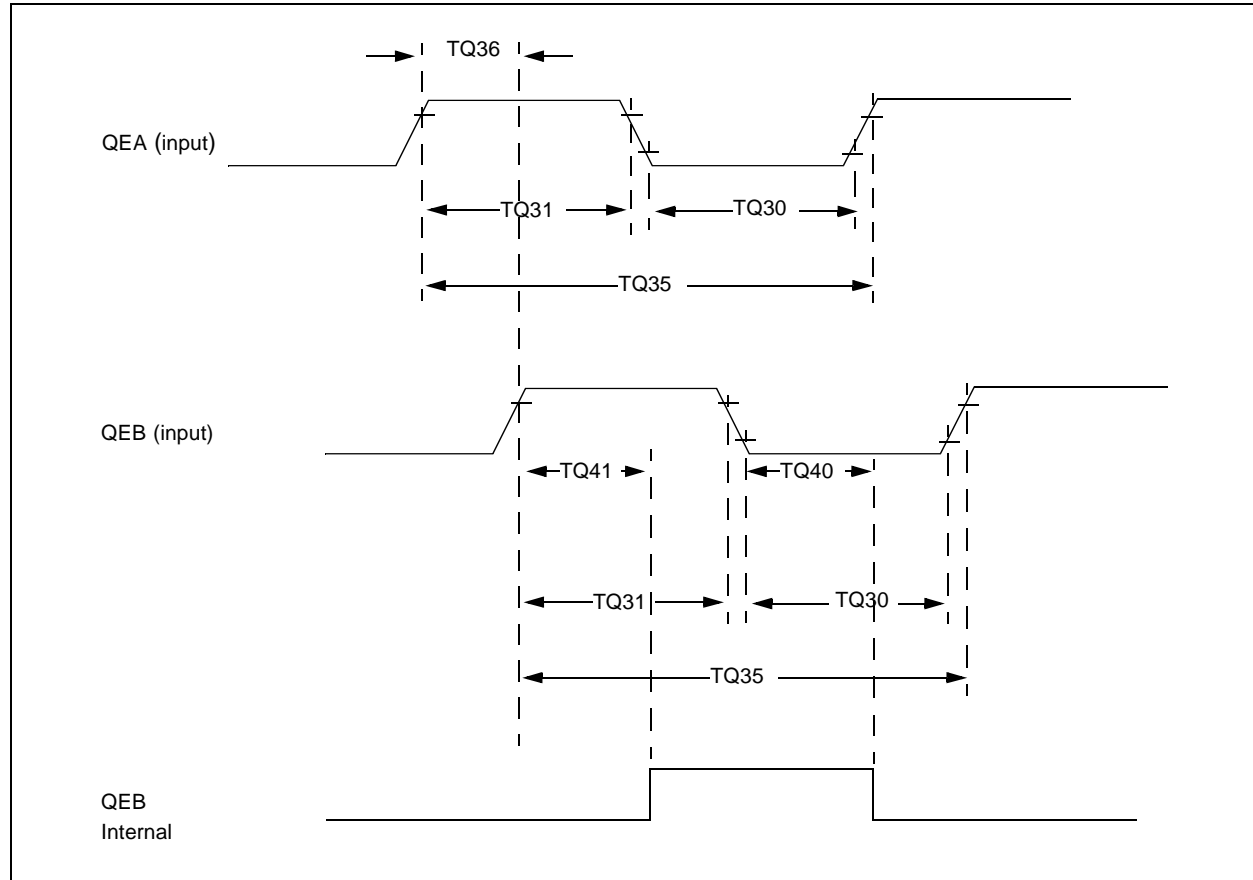 TQ36
QEA (input)
TQ31
TQ30
TQ35
QEB (input)
TQ41
TQ40
TQ31
TQ30
TQ35
QEB
Internal